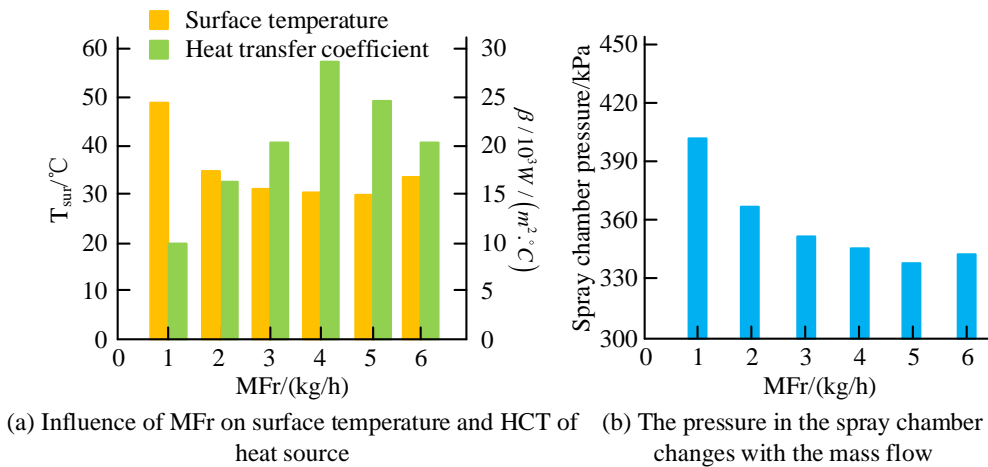 Surface temperature
Heat transfer coefficient
60
50
40
30
20
10
0
T_sur/°C
30
25
20
15
10
5
0
β / 10³W / (m².°C)
0 1 2 3 4 5 6
MFr/(kg/h)
(a) Influence of MFr on surface temperature and HCT of
heat source
450
420
390
360
330
300
Spray chamber pressure/kPa
0 1 2 3 4 5 6
MFr/(kg/h)
(b) The pressure in the spray chamber
changes with the mass flow